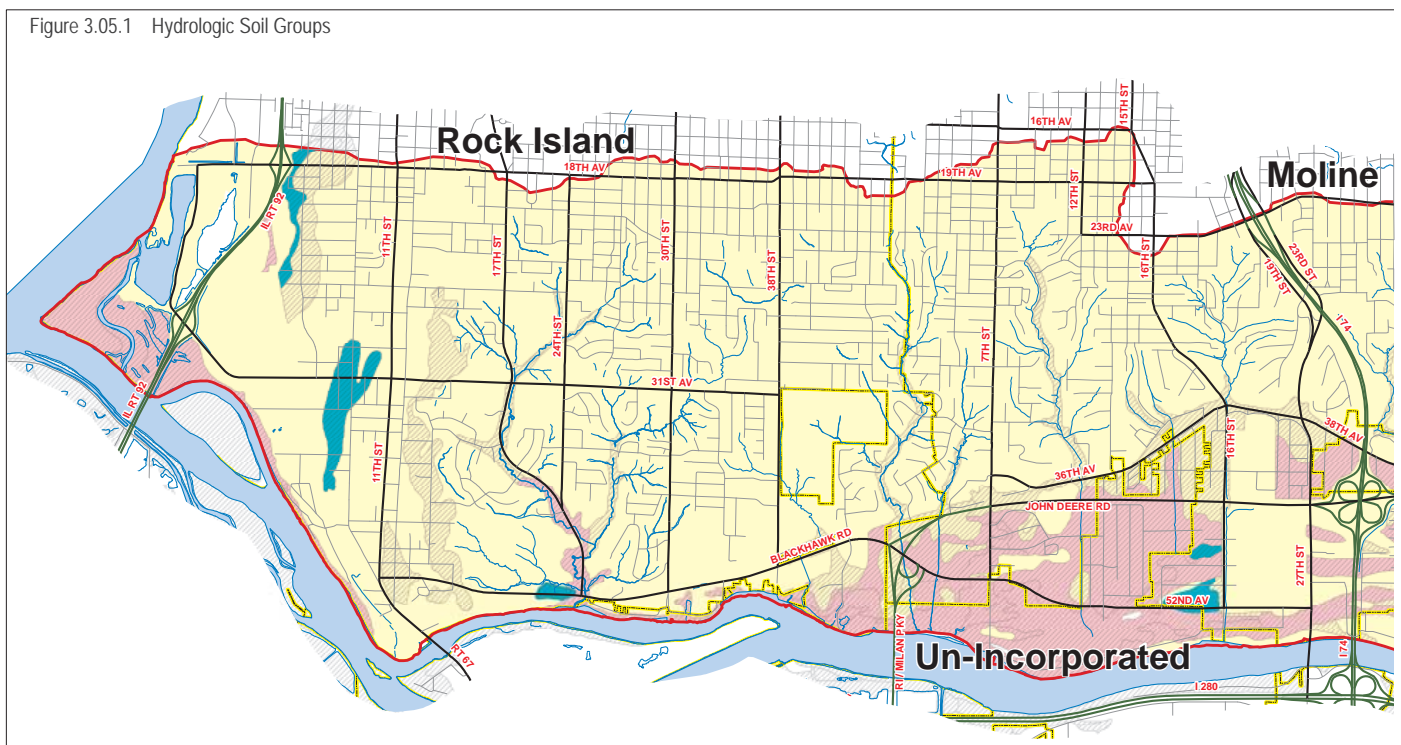 Figure 3.05.1 Hydrologic Soil Groups
Rock Island
Moline
Un-Incorporated
16TH AV
15TH ST
18TH AV
19TH AV
12TH ST
23RD AV
16TH ST
IL RT 92
11TH ST
17TH ST
30TH ST
38TH ST
23RD ST
19TH ST
I 74
24TH ST
7TH ST
31ST AV
IL RT 92
38TH AV
11TH ST
36TH AV
16TH ST
JOHN DEERE RD
BLACKHAWK RD
27TH ST
52ND AV
RT 67
RI / MILAN PKY
I 74
I 280